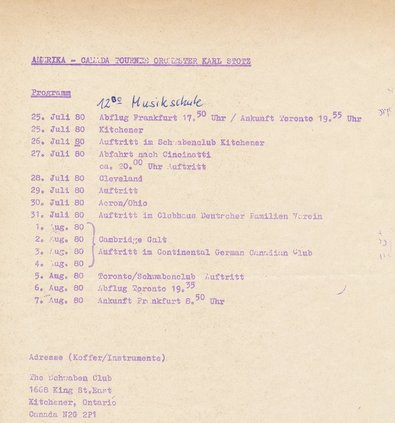 AMERIKA - CANADA TOURNEE ORCHESTER KARL STOTZ
Programm
12⁰⁰ Musikschule
25. Juli 80 Abflug Frankfurt 17.⁵⁰ Uhr / Ankunft Toronto 19.⁵⁵ Uhr
25. Juli 80 Kitchener
26. Juli 80 Auftritt im Schwabenclub Kitchener
27. Juli 80 Abfahrt nach Cincinatti
ca. 20.⁰⁰ Uhr Auftritt
28. Juli 80 Cleveland
29. Juli 80 Auftritt
30. Juli 80 Acron/Ohio
31. Juli 80 Auftritt im Clubhaus Deutscher Familien Verein
1. Aug. 80
2. Aug. 80 Cambridge Galt
3. Aug. 80 Auftritt im Continental German Canadian Club
4. Aug. 80
5. Aug. 80 Toronto/Schwabenclub Auftritt
6. Aug. 80 Abflug Toronto 19.³⁵
7. Aug. 80 Ankunft Frankfurt 8.⁵⁰ Uhr
Adresse (Koffer/Instrumente)
The Schwaben Club
1668 King St.East
Kitchener, Ontario
Canada N2G 2P1